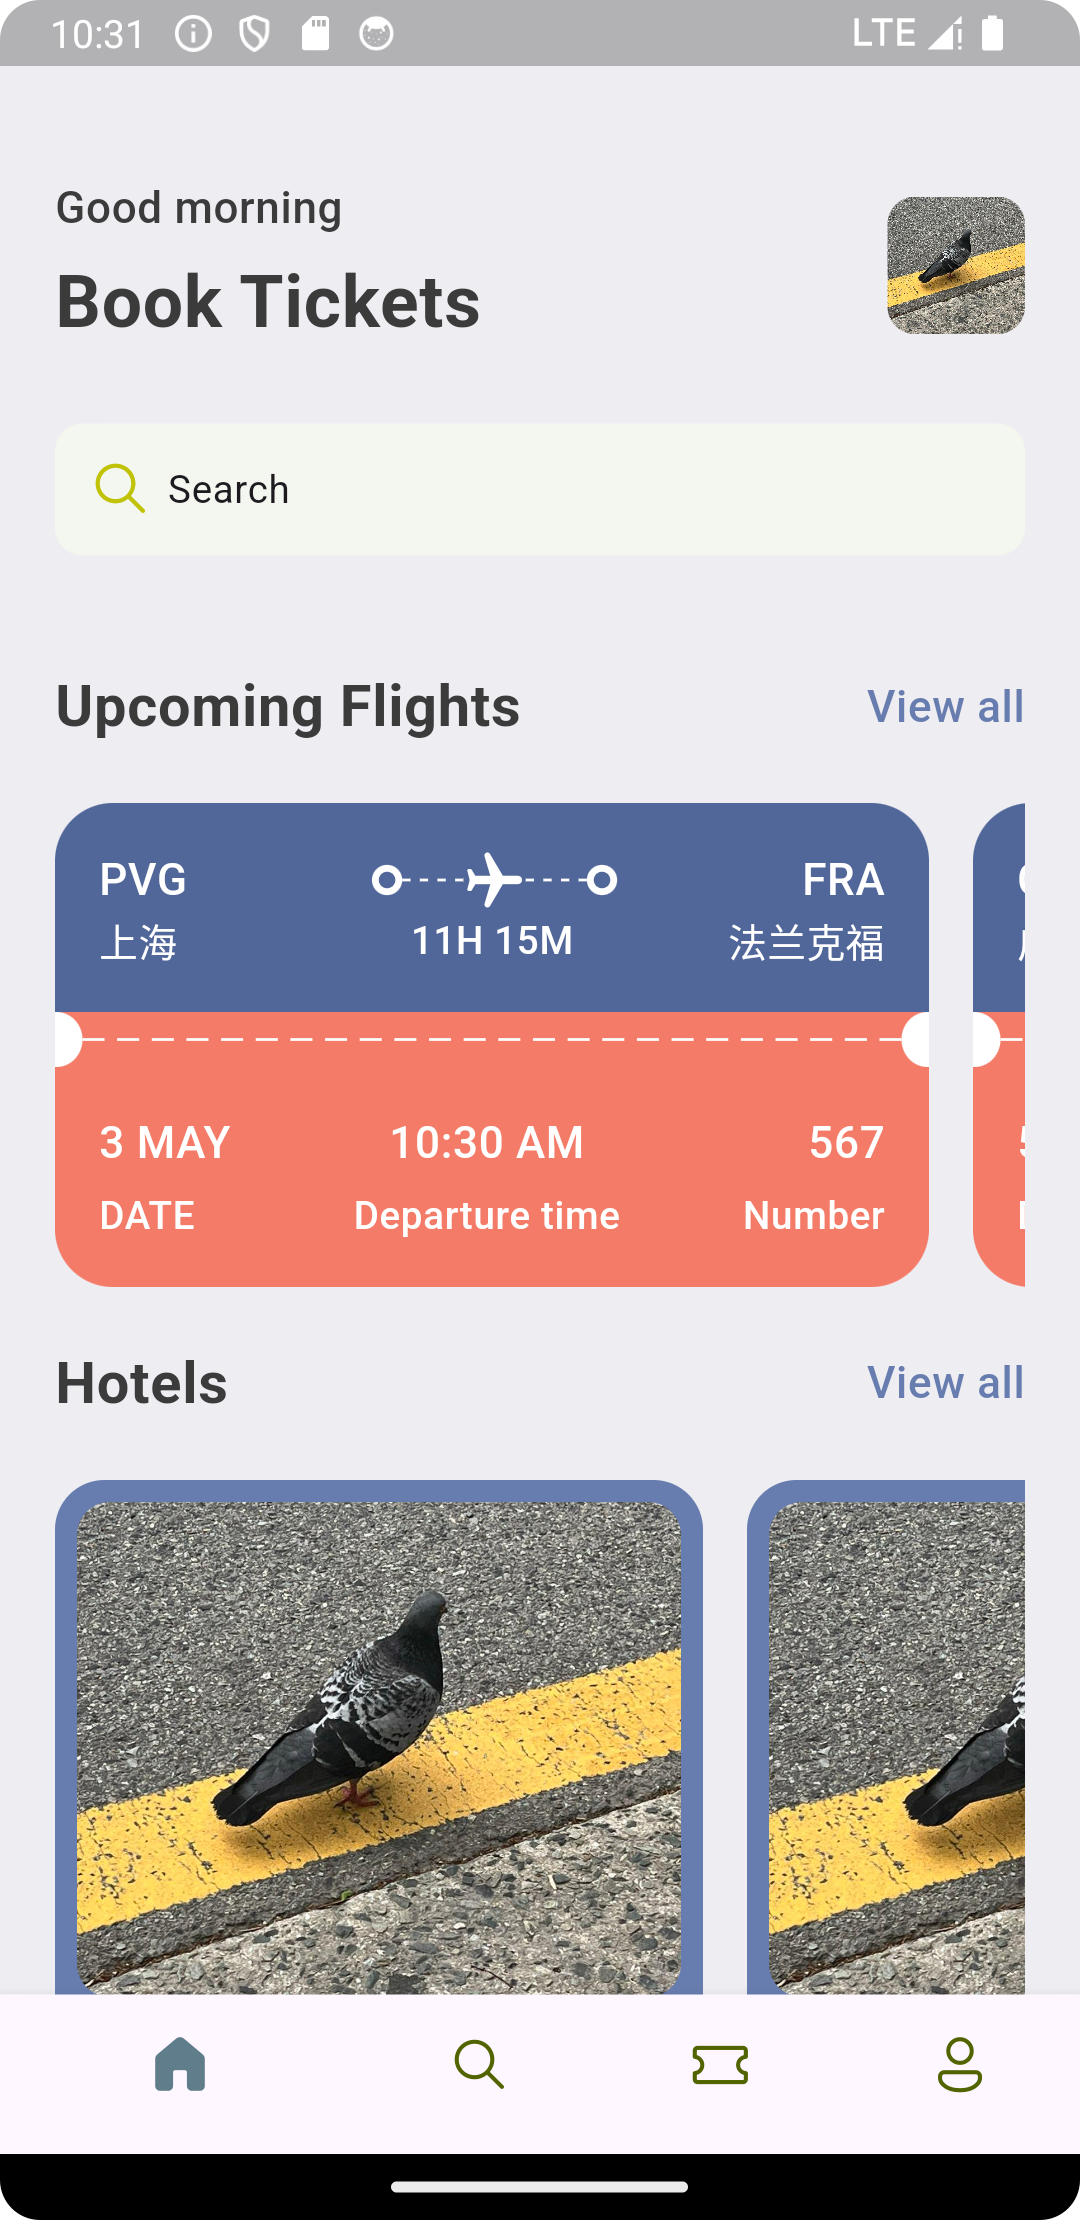 10:31 LTE
Good morning
Book Tickets
Search
Upcoming Flights View all
PVG FRA
上海 11H 15M 法兰克福
3 MAY 10:30 AM 567
DATE Departure time Number
Hotels View all